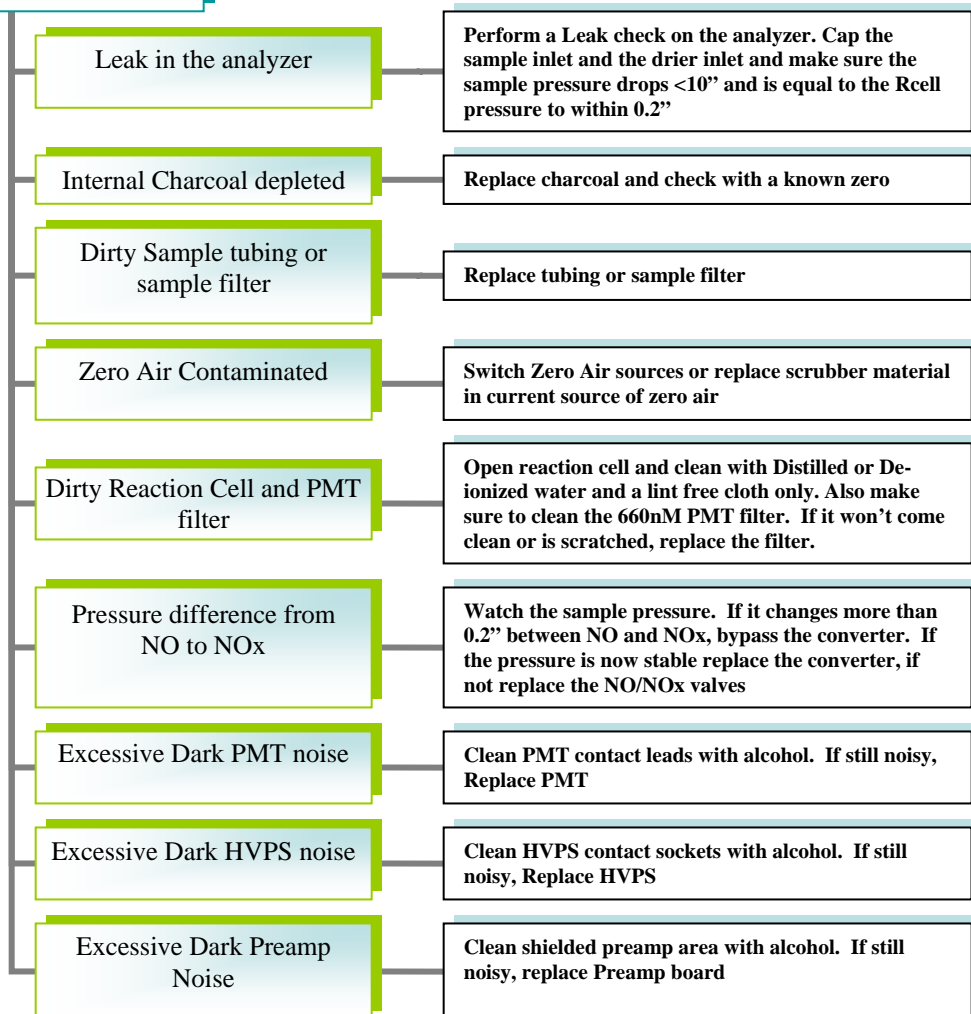 Leak in the analyzer
Perform a Leak check on the analyzer. Cap the
sample inlet and the drier inlet and make sure the
sample pressure drops <10” and is equal to the Rcell
pressure to within 0.2”
Internal Charcoal depleted
Replace charcoal and check with a known zero
Dirty Sample tubing or
sample filter
Replace tubing or sample filter
Zero Air Contaminated
Switch Zero Air sources or replace scrubber material
in current source of zero air
Dirty Reaction Cell and PMT
filter
Open reaction cell and clean with Distilled or De-
ionized water and a lint free cloth only. Also make
sure to clean the 660nM PMT filter.  If it won’t come
clean or is scratched, replace the filter.
Pressure difference from
NO to NOx
Watch the sample pressure.  If it changes more than
0.2” between NO and NOx, bypass the converter.  If
the pressure is now stable replace the converter, if
not replace the NO/NOx valves
Excessive Dark PMT noise
Clean PMT contact leads with alcohol.  If still noisy,
Replace PMT
Excessive Dark HVPS noise
Clean HVPS contact sockets with alcohol.  If still
noisy, Replace HVPS
Excessive Dark Preamp
Noise
Clean shielded preamp area with alcohol.  If still
noisy, replace Preamp board